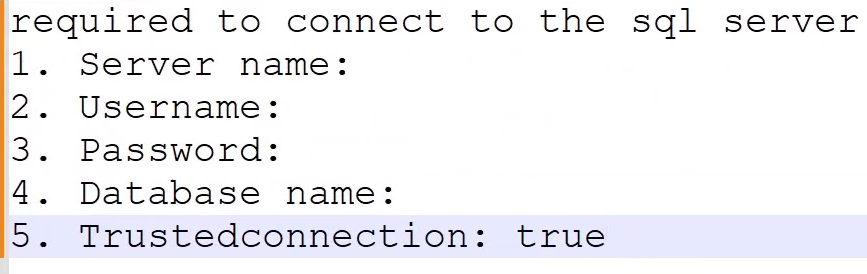 required to connect to the sql server
1. Server name:
2. Username:
3. Password:
4. Database name:
5. Trustedconnection: true